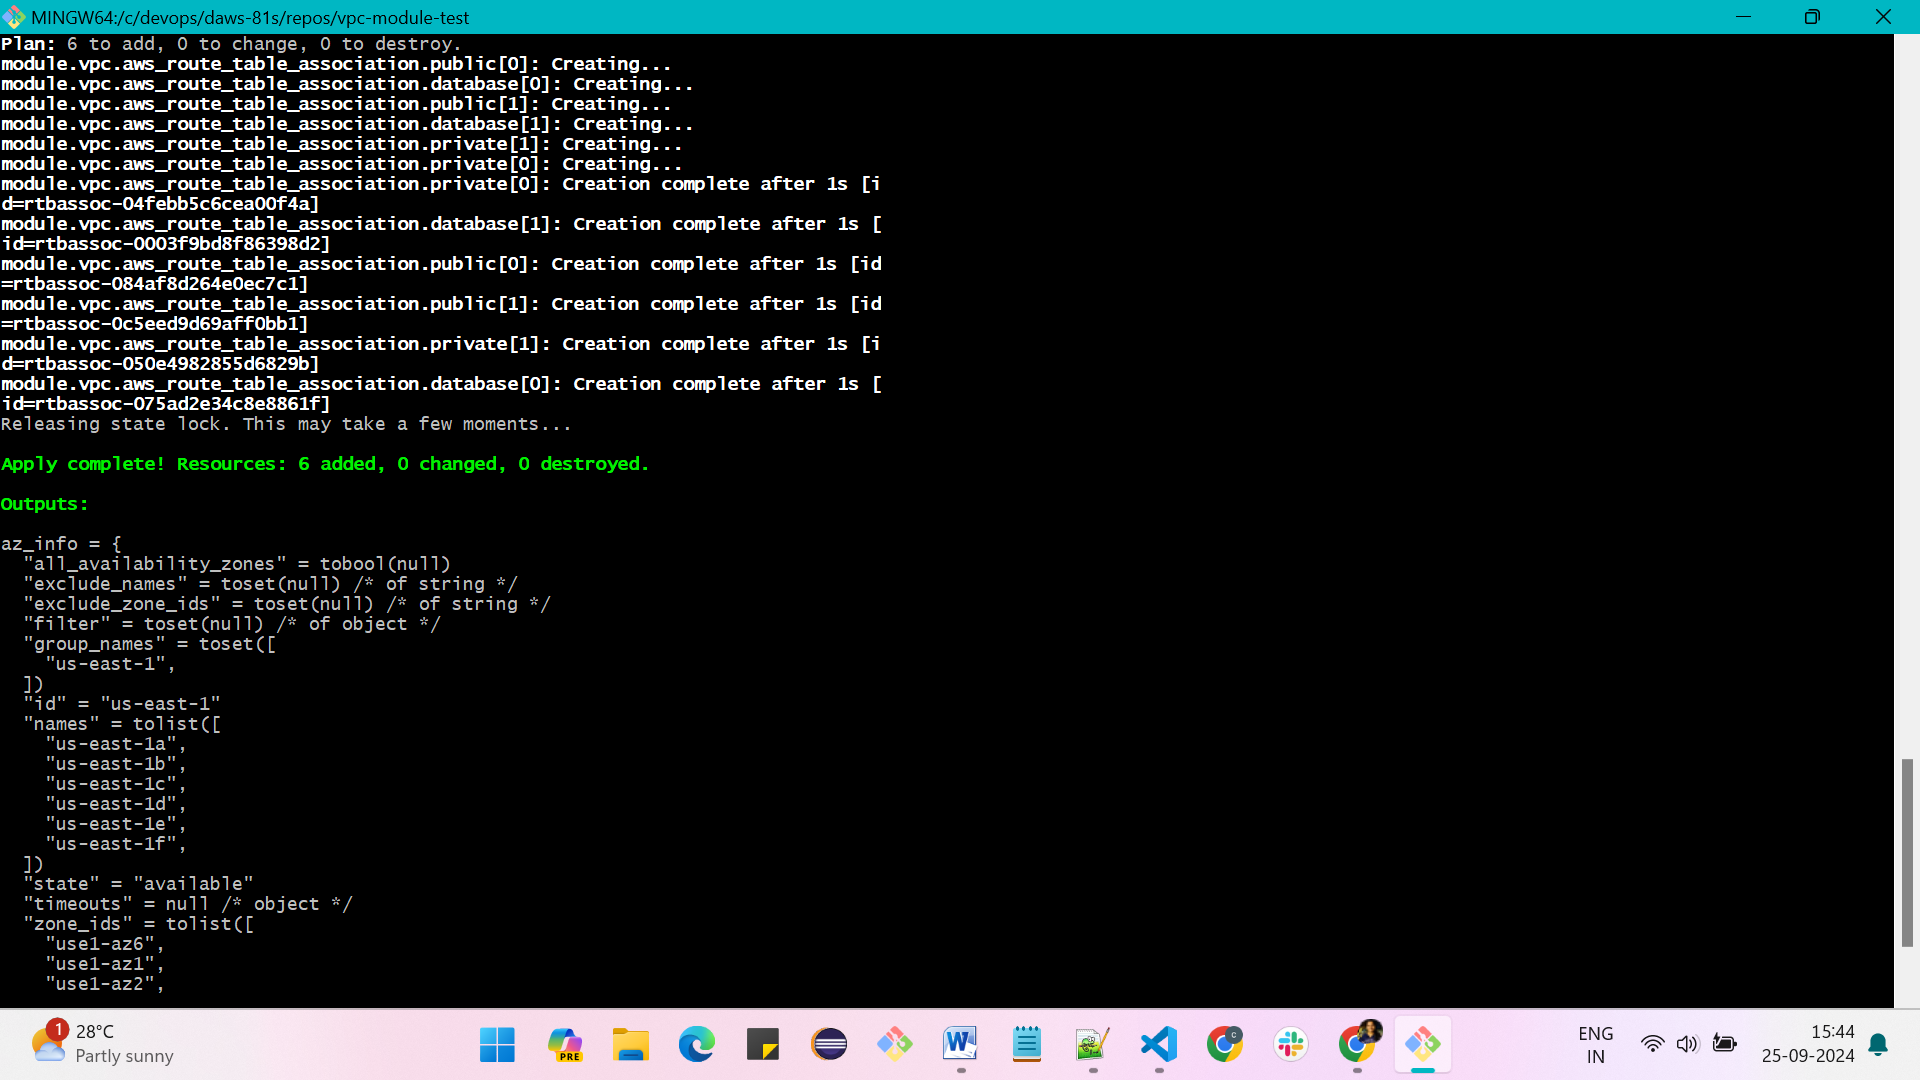 MINGW64:/c/devops/daws-81s/repos/vpc-module-test
Plan: 6 to add, 0 to change, 0 to destroy.
module.vpc.aws_route_table_association.public[0]: Creating...
module.vpc.aws_route_table_association.database[0]: Creating...
module.vpc.aws_route_table_association.public[1]: Creating...
module.vpc.aws_route_table_association.database[1]: Creating...
module.vpc.aws_route_table_association.private[1]: Creating...
module.vpc.aws_route_table_association.private[0]: Creating...
module.vpc.aws_route_table_association.private[0]: Creation complete after 1s [i
d=rtbassoc-04febb5c6cea00f4a]
module.vpc.aws_route_table_association.database[1]: Creation complete after 1s [
id=rtbassoc-0003f9bd8f86398d2]
module.vpc.aws_route_table_association.public[0]: Creation complete after 1s [id
=rtbassoc-084af8d264e0ec7c1]
module.vpc.aws_route_table_association.public[1]: Creation complete after 1s [id
=rtbassoc-0c5eed9d69aff0bb1]
module.vpc.aws_route_table_association.private[1]: Creation complete after 1s [i
d=rtbassoc-050e4982855d6829b]
module.vpc.aws_route_table_association.database[0]: Creation complete after 1s [
id=rtbassoc-075ad2e34c8e8861f]
Releasing state lock. This may take a few moments...
Apply complete! Resources: 6 added, 0 changed, 0 destroyed.
Outputs:
az_info = {
  "all_availability_zones" = tobool(null)
  "exclude_names" = toset(null) /* of string */
  "exclude_zone_ids" = toset(null) /* of string */
  "filter" = toset(null) /* of object */
  "group_names" = toset([
    "us-east-1",
  ])
  "id" = "us-east-1"
  "names" = tolist([
    "us-east-1a",
    "us-east-1b",
    "us-east-1c",
    "us-east-1d",
    "us-east-1e",
    "us-east-1f",
  ])
  "state" = "available"
  "timeouts" = null /* object */
  "zone_ids" = tolist([
    "use1-az6",
    "use1-az1",
    "use1-az2",
1
28°C
Partly sunny
PRE
W
C
ENG
IN
15:44
25-09-2024